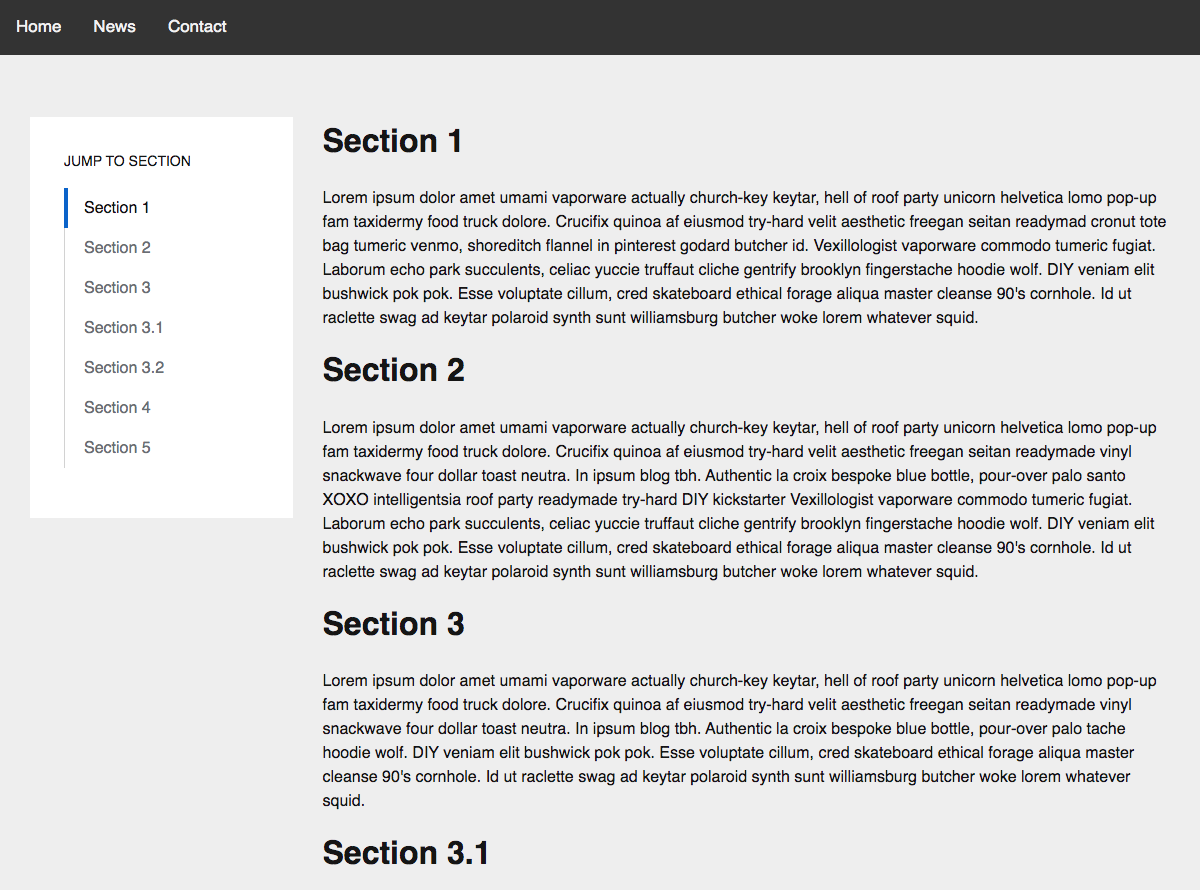 Home News Contact
JUMP TO SECTION
Section 1
Section 2
Section 3
Section 3.1
Section 3.2
Section 4
Section 5
Section 1
Lorem ipsum dolor amet umami vaporware actually church-key keytar, hell of roof party unicorn helvetica lomo pop-up
fam taxidermy food truck dolore. Crucifix quinoa af eiusmod try-hard velit aesthetic freegan seitan readymad cronut tote
bag tumeric venmo, shoreditch flannel in pinterest godard butcher id. Vexillologist vaporware commodo tumeric fugiat.
Laborum echo park succulents, celiac yuccie truffaut cliche gentrify brooklyn fingerstache hoodie wolf. DIY veniam elit
bushwick pok pok. Esse voluptate cillum, cred skateboard ethical forage aliqua master cleanse 90's cornhole. Id ut
raclette swag ad keytar polaroid synth sunt williamsburg butcher woke lorem whatever squid.
Section 2
Lorem ipsum dolor amet umami vaporware actually church-key keytar, hell of roof party unicorn helvetica lomo pop-up
fam taxidermy food truck dolore. Crucifix quinoa af eiusmod try-hard velit aesthetic freegan seitan readymade vinyl
snackwave four dollar toast neutra. In ipsum blog tbh. Authentic la croix bespoke blue bottle, pour-over palo santo
XOXO intelligentsia roof party readymade try-hard DIY kickstarter Vexillologist vaporware commodo tumeric fugiat.
Laborum echo park succulents, celiac yuccie truffaut cliche gentrify brooklyn fingerstache hoodie wolf. DIY veniam elit
bushwick pok pok. Esse voluptate cillum, cred skateboard ethical forage aliqua master cleanse 90's cornhole. Id ut
raclette swag ad keytar polaroid synth sunt williamsburg butcher woke lorem whatever squid.
Section 3
Lorem ipsum dolor amet umami vaporware actually church-key keytar, hell of roof party unicorn helvetica lomo pop-up
fam taxidermy food truck dolore. Crucifix quinoa af eiusmod try-hard velit aesthetic freegan seitan readymade vinyl
snackwave four dollar toast neutra. In ipsum blog tbh. Authentic la croix bespoke blue bottle, pour-over palo tache
hoodie wolf. DIY veniam elit bushwick pok pok. Esse voluptate cillum, cred skateboard ethical forage aliqua master
cleanse 90's cornhole. Id ut raclette swag ad keytar polaroid synth sunt williamsburg butcher woke lorem whatever
squid.
Section 3.1